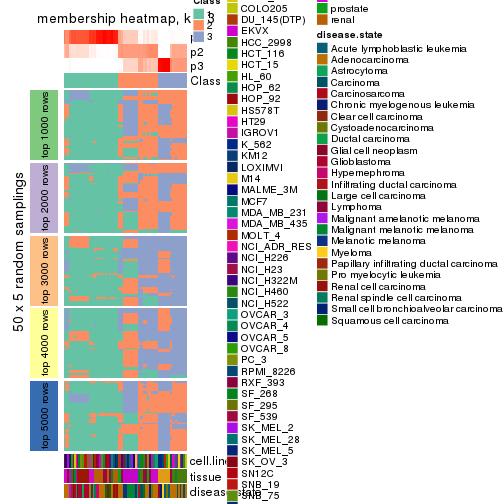 membership heatmap, k
Class
1
2
3
p2
p3
Class
50 x 5 random samplings
top 1000 rows
top 2000 rows
top 3000 rows
top 4000 rows
top 5000 rows
cell.line
tissue
disease.state
COLO205
DU_145(DTP)
EKVX
HCC_2998
HCT_116
HCT_15
HL_60
HOP_62
HOP_92
HS578T
HT29
IGROV1
K_562
KM12
LOXIMVI
M14
MALME_3M
MCF7
MDA_MB_231
MDA_MB_435
MOLT_4
NCI_ADR_RES
NCI_H226
NCI_H23
NCI_H322M
NCI_H460
NCI_H522
OVCAR_3
OVCAR_4
OVCAR_5
OVCAR_8
PC_3
RPMI_8226
RXF_393
SF_268
SF_295
SF_539
SK_MEL_2
SK_MEL_28
SK_MEL_5
SK_OV_3
SN12C
SNB_19
SNB_75
prostate
renal
disease.state
Acute lymphoblastic leukemia
Adenocarcinoma
Astrocytoma
Carcinoma
Carcinosarcoma
Chronic myelogenous leukemia
Clear cell carcinoma
Cystoadenocarcinoma
Ductal carcinoma
Glial cell neoplasm
Glioblastoma
Hypernephroma
Infiltrating ductal carcinoma
Large cell carcinoma
Lymphoma
Malignant amelanotic melanoma
Malignant melanotic melanoma
Melanotic melanoma
Myeloma
Papillary infiltrating ductal carcinoma
Pro myelocytic leukemia
Renal cell carcinoma
Renal spindle cell carcinoma
Small cell bronchioalveolar carcinoma
Squamous cell carcinoma